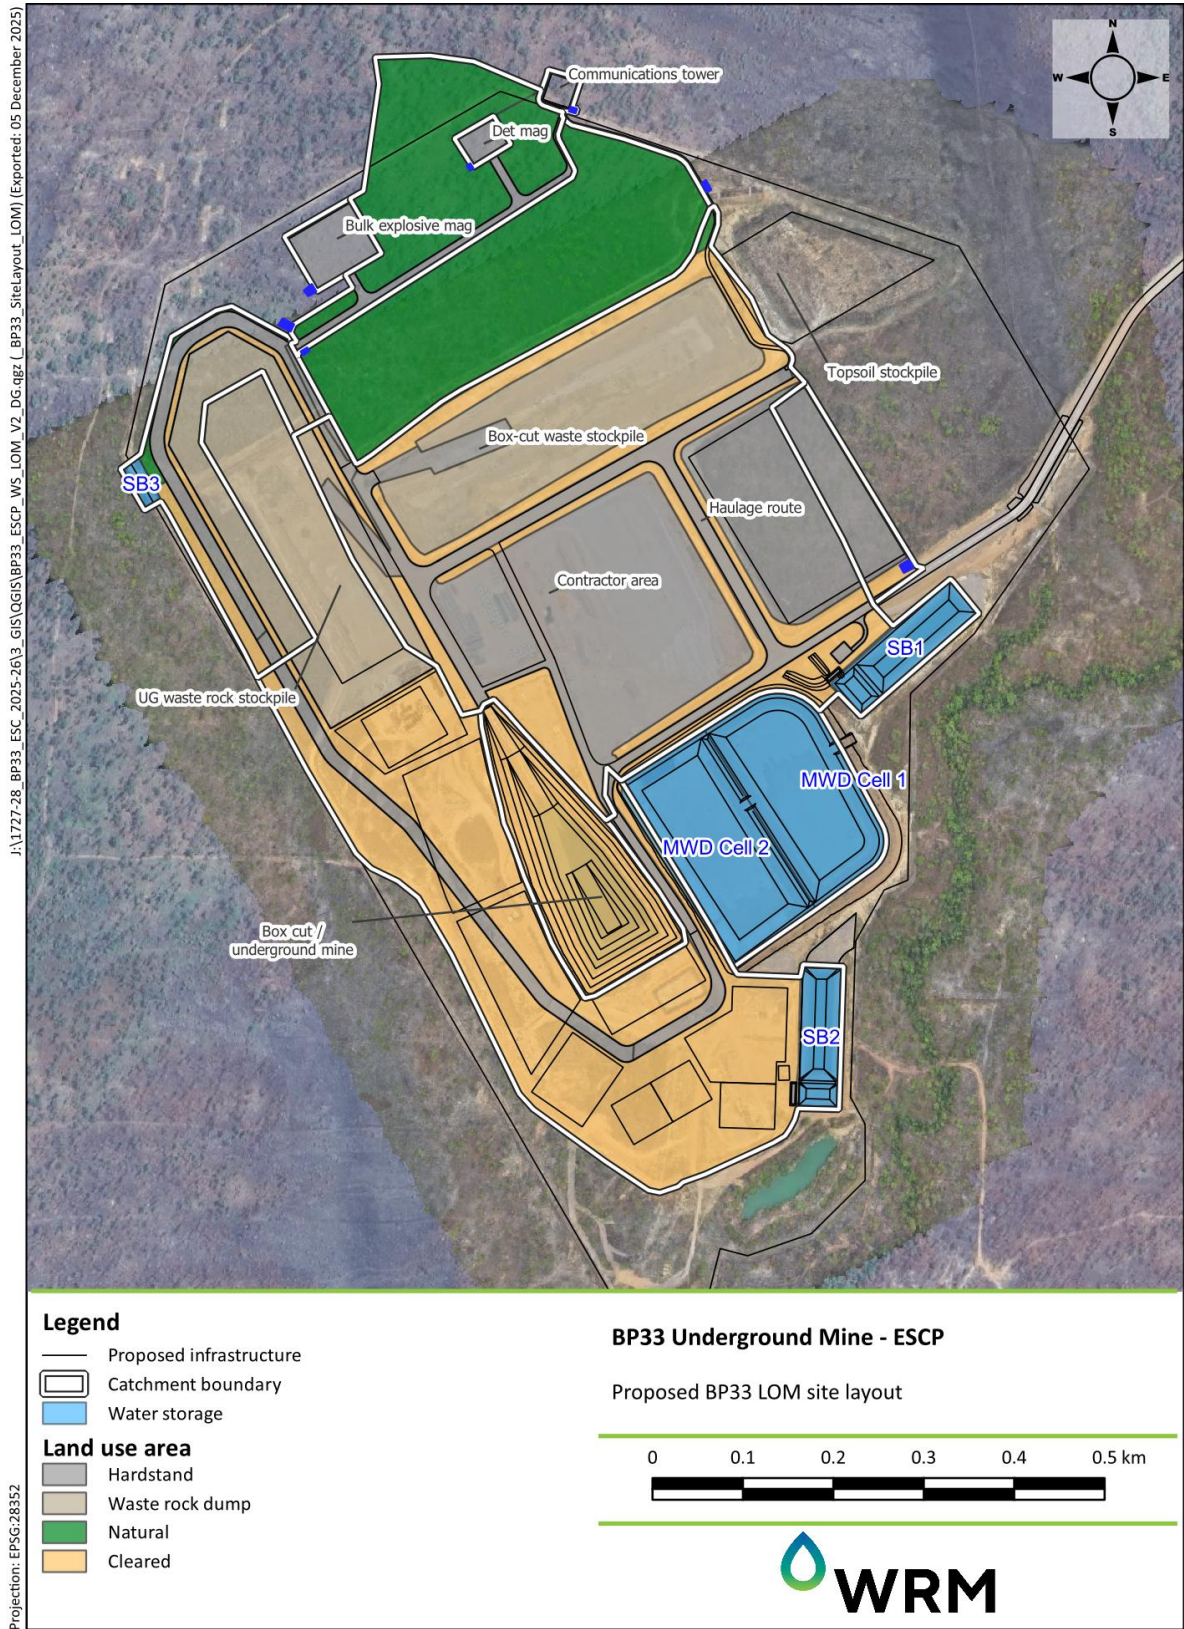 J:\1727-28_BP33_ESC_2025-26\3_GIS\QGIS\BP33_ESCP_WS_LOM_V2_DG.qgz (_BP33_SiteLayout_LOM) (Exported: 05 December 2025)
Projection: EPSG:28352
N
W
E
S
Communications tower
Det mag
Bulk explosive mag
Topsoil stockpile
Box-cut waste stockpile
SB3
Haulage route
Contractor area
SB1
UG waste rock stockpile
MWD Cell 1
MWD Cell 2
Box cut /
underground mine
SB2
Legend
Proposed infrastructure
Catchment boundary
Water storage
Land use area
Hardstand
Waste rock dump
Natural
Cleared
BP33 Underground Mine - ESCP
Proposed BP33 LOM site layout
0 0.1 0.2 0.3 0.4 0.5 km
WRM